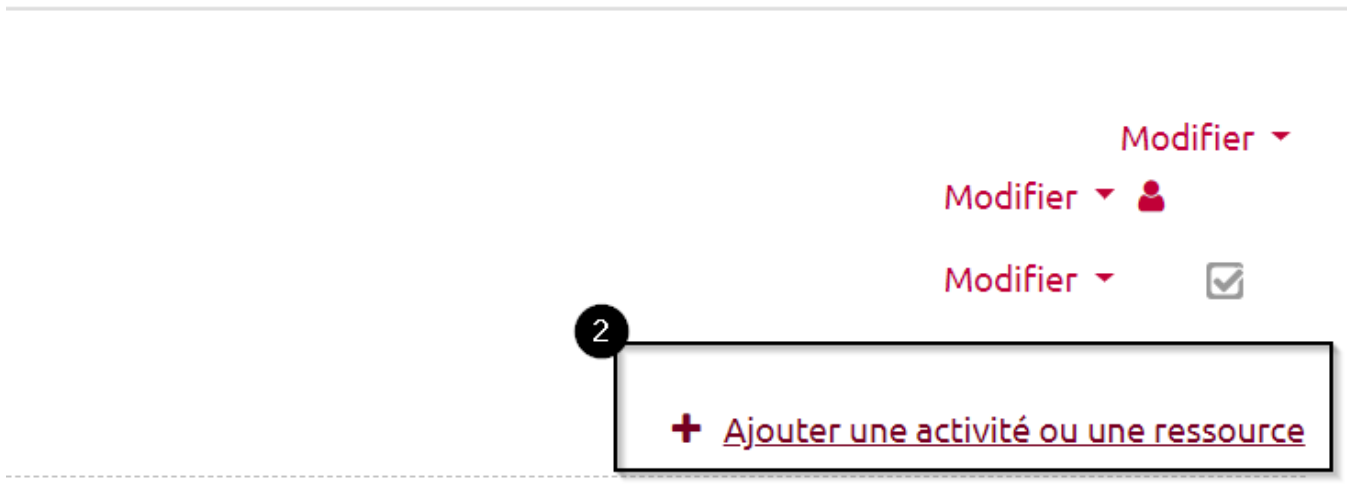 Modifier
Modifier
Modifier
2
Ajouter une activité ou une ressource